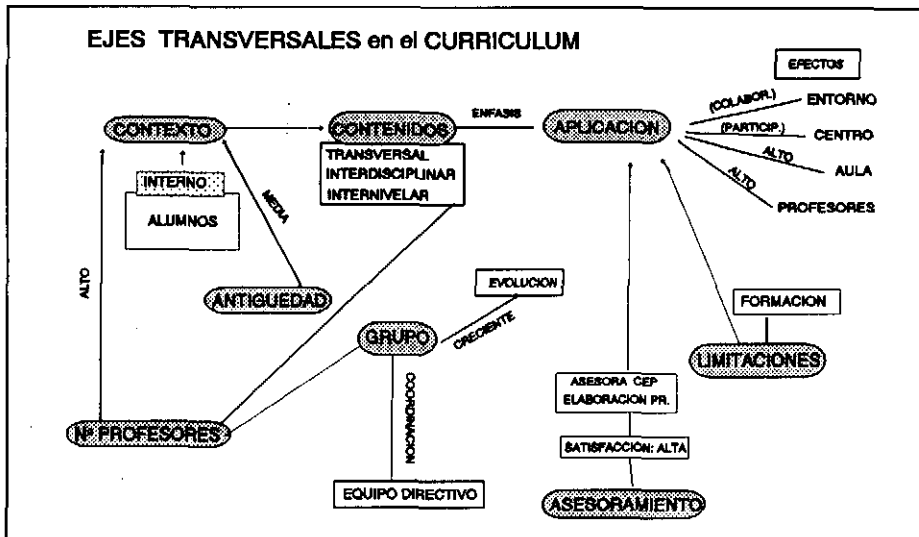 EJES TRANSVERSALES en el CURRICULUM
EFECTOS
CONTEXTO
CONTENIDOS
ENFASIS
APLICACION
(COLABOR.)
ENTORNO
(PARTICIP.)
CENTRO
ALTO
AULA
ALTO
PROFESORES
TRANSVERSAL
INTERDISCIPLINAR
INTERNIVELAR
INTERNO
ALUMNOS
MEDIA
ALTO
ANTIGUEDAD
EVOLUCION
CRECIENTE
GRUPO
COORDINACION
FORMACION
LIMITACIONES
ASESORA CEP
ELABORACION PR.
Nº PROFESORES
SATISFACCION: ALTA
EQUIPO DIRECTIVO
ASESORAMIENTO